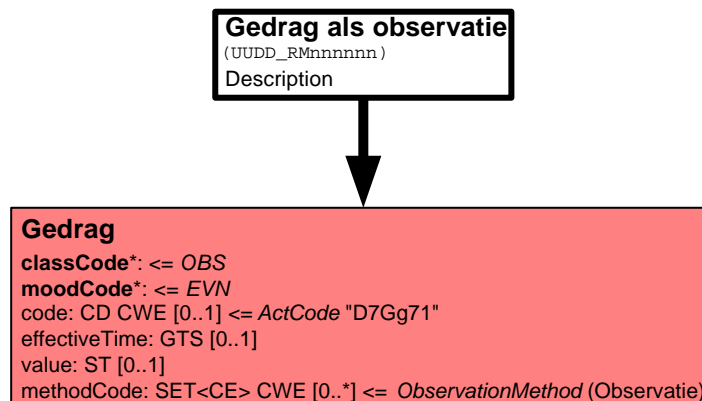 Gedrag als observatie
(UUDD_RMnnnnnn)
Description
Gedrag
classCode*: <= OBS
moodCode*: <= EVN
code: CD CWE [0..1] <= ActCode "D7Gg71"
effectiveTime: GTS [0..1]
value: ST [0..1]
methodCode: SET<CE> CWE [0..*] <= ObservationMethod (Observatie)